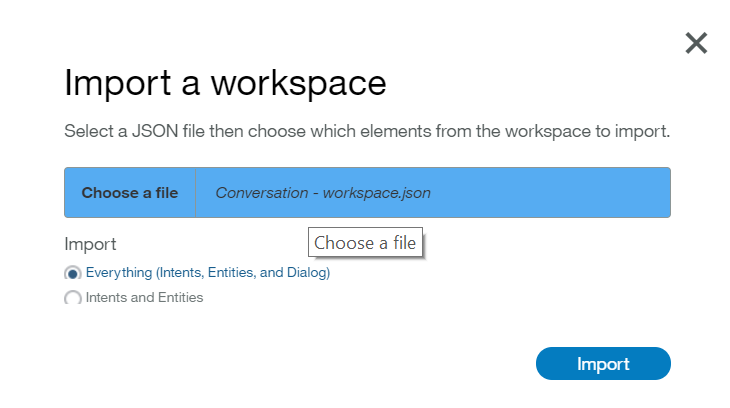 Import a workspace
Select a JSON file then choose which elements from the workspace to import.
Choose a file Conversation - workspace.json
Choose a file
Import
Everything (Intents, Entities, and Dialog)
Intents and Entities
Import